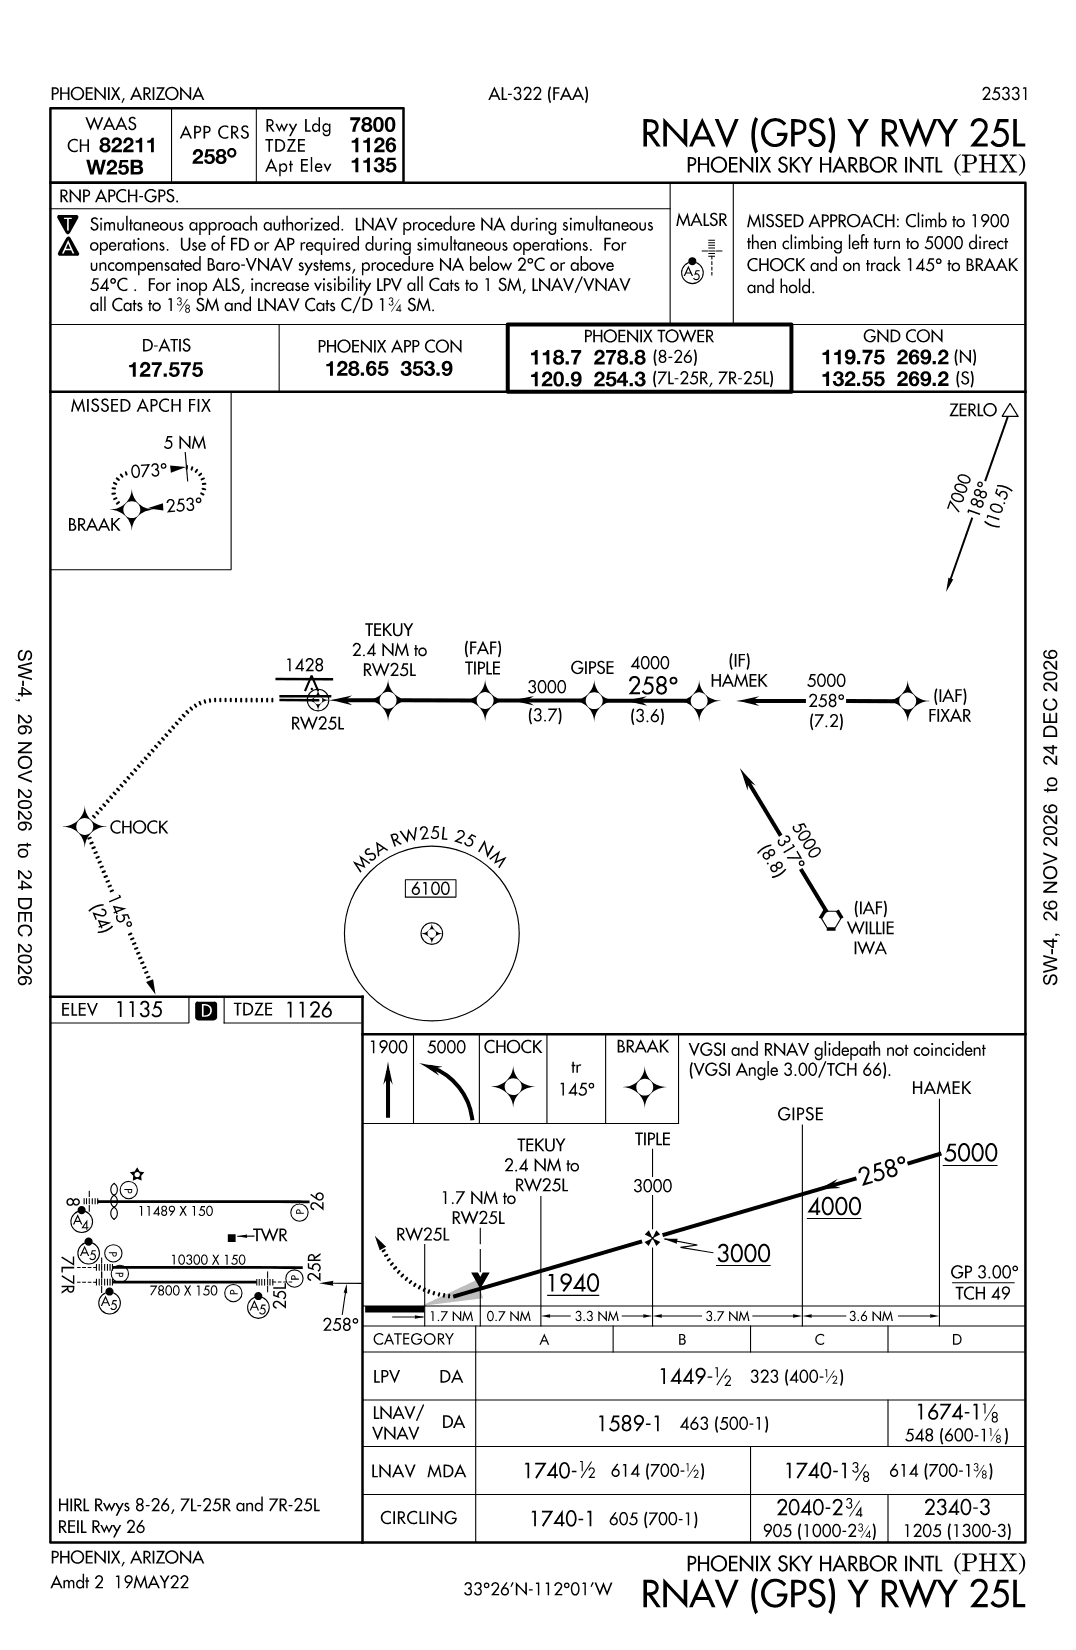 PHOENIX, ARIZONA
AL-322 (FAA)
25331
WAAS
CH 82211
W25B
APP CRS
258°
Rwy Ldg 7800
TDZE 1126
Apt Elev 1135
RNAV (GPS) Y RWY 25L
PHOENIX SKY HARBOR INTL (PHX)
RNP APCH-GPS.
T
A
Simultaneous approach authorized. LNAV procedure NA during simultaneous
operations. Use of FD or AP required during simultaneous operations. For
uncompensated Baro-VNAV systems, procedure NA below 2°C or above
54°C . For inop ALS, increase visibility LPV all Cats to 1 SM, LNAV/VNAV
all Cats to 1⅜ SM and LNAV Cats C/D 1¾ SM.
MALSR
A5
MISSED APPROACH: Climb to 1900
then climbing left turn to 5000 direct
CHOCK and on track 145° to BRAAK
and hold.
D-ATIS
127.575
PHOENIX APP CON
128.65 353.9
PHOENIX TOWER
118.7 278.8 (8-26)
120.9 254.3 (7L-25R, 7R-25L)
GND CON
119.75 269.2 (N)
132.55 269.2 (S)
MISSED APCH FIX
5 NM
073°
253°
BRAAK
ZERLO
7000
188°
(10.5)
TEKUY
2.4 NM to
RW25L
(FAF)
TIPLE
GIPSE
4000
258°
(3.6)
(IF)
HAMEK
5000
258°
(7.2)
(IAF)
FIXAR
1428
RW25L
3000
(3.7)
CHOCK
145°
(24)
5000
317°
(8.8)
(IAF)
WILLIE
IWA
MSA RW25L 25 NM
6100
SW-4, 26 NOV 2026 to 24 DEC 2026
SW-4, 26 NOV 2026 to 24 DEC 2026
ELEV 1135
D
TDZE 1126
8
26
P
P
A4
11489 X 150
TWR
A5
P
7L
10300 X 150
25R
7R
P
7800 X 150
P
P
25L
A5
A5
258°
HIRL Rwys 8-26, 7L-25R and 7R-25L
REIL Rwy 26
1900
5000
CHOCK
tr
145°
BRAAK
VGSI and RNAV glidepath not coincident
(VGSI Angle 3.00/TCH 66).
HAMEK
GIPSE
TIPLE
3000
TEKUY
2.4 NM to
RW25L
1.7 NM to
RW25L
RW25L
5000
258°
4000
3000
1940
GP 3.00°
TCH 49
1.7 NM
0.7 NM
3.3 NM
3.7 NM
3.6 NM
CATEGORY A B C D
LPV DA 1449-½ 323 (400-½)
LNAV/
VNAV DA 1589-1 463 (500-1)
1674-1⅛
548 (600-1⅛)
LNAV MDA 1740-½ 614 (700-½) 1740-1⅜ 614 (700-1⅜)
CIRCLING 1740-1 605 (700-1)
2040-2¾
905 (1000-2¾)
2340-3
1205 (1300-3)
PHOENIX, ARIZONA
Amdt 2 19MAY22
33°26'N-112°01'W
PHOENIX SKY HARBOR INTL (PHX)
RNAV (GPS) Y RWY 25L